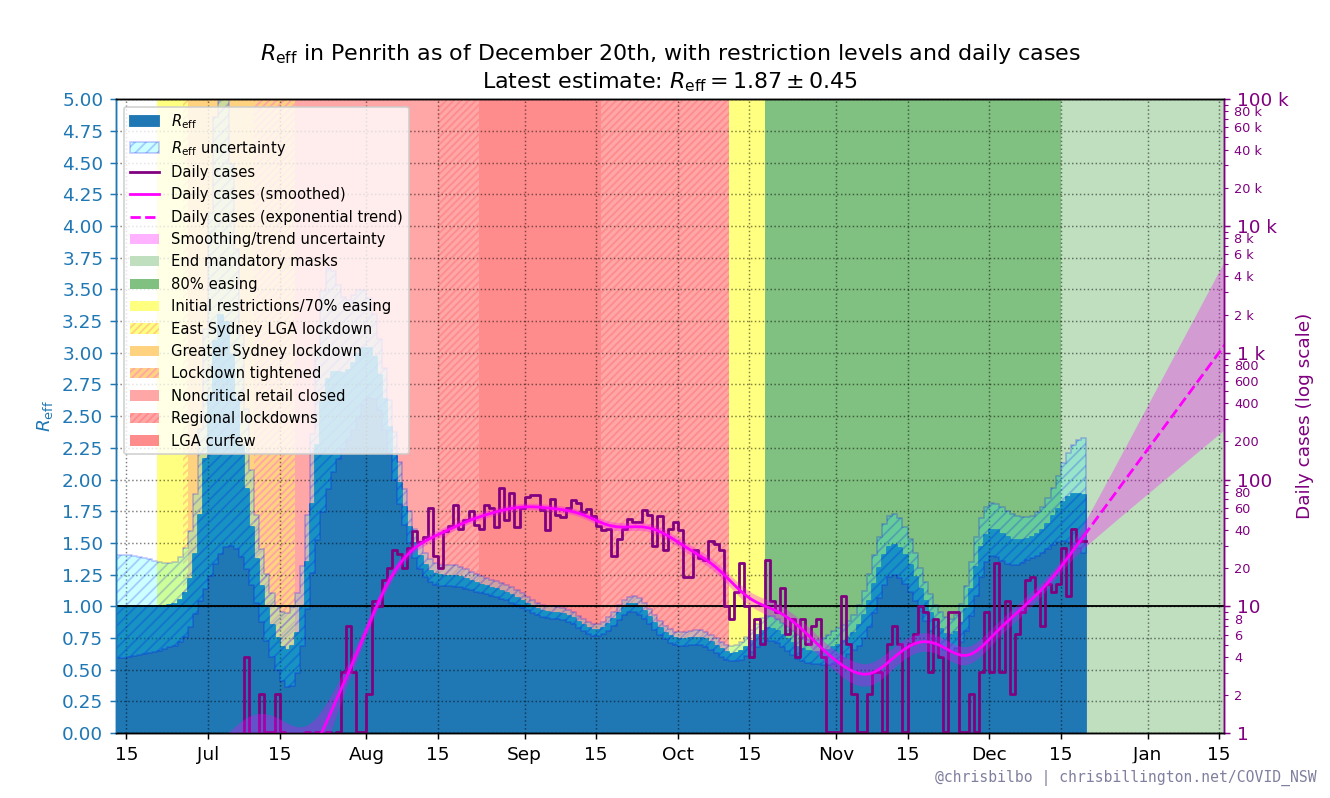 Reff in Penrith as of December 20th, with restriction levels and daily cases
Latest estimate: Reff = 1.87 ± 0.45
5.00
4.75
4.50
4.25
4.00
3.75
3.50
3.25
3.00
2.75
2.50
2.25
2.00
1.75
1.50
1.25
1.00
0.75
0.50
0.25
0.00
Reff
Reff
Reff uncertainty
Daily cases
Daily cases (smoothed)
Daily cases (exponential trend)
Smoothing/trend uncertainty
End mandatory masks
80% easing
Initial restrictions/70% easing
East Sydney LGA lockdown
Greater Sydney lockdown
Lockdown tightened
Noncritical retail closed
Regional lockdowns
LGA curfew
100 k
80 k
60 k
40 k
20 k
10 k
8 k
6 k
4 k
2 k
1 k
800
600
400
200
100
80
60
40
20
10
8
6
4
2
1
Daily cases (log scale)
15 Jul 15 Aug 15 Sep 15 Oct 15 Nov 15 Dec 15 Jan 15
@chrisbilbo | chrisbillington.net/COVID_NSW